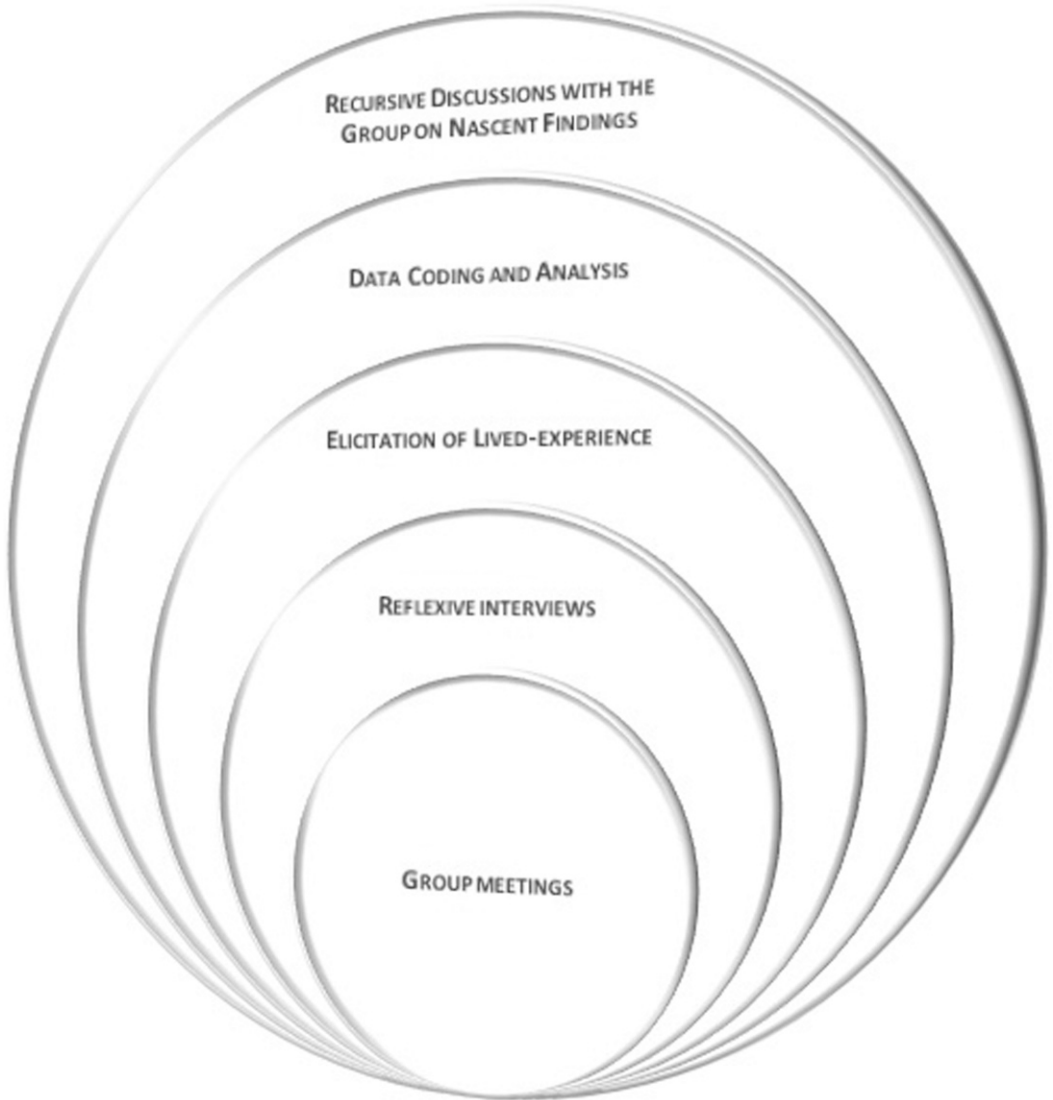 RECURSIVE DISCUSSIONS WITH THE
GROUP ON NASCENT FINDINGS
DATA CODING AND ANALYSIS
ELICITATION OF LIVED-EXPERIENCE
REFLEXIVE INTERVIEWS
GROUP MEETINGS